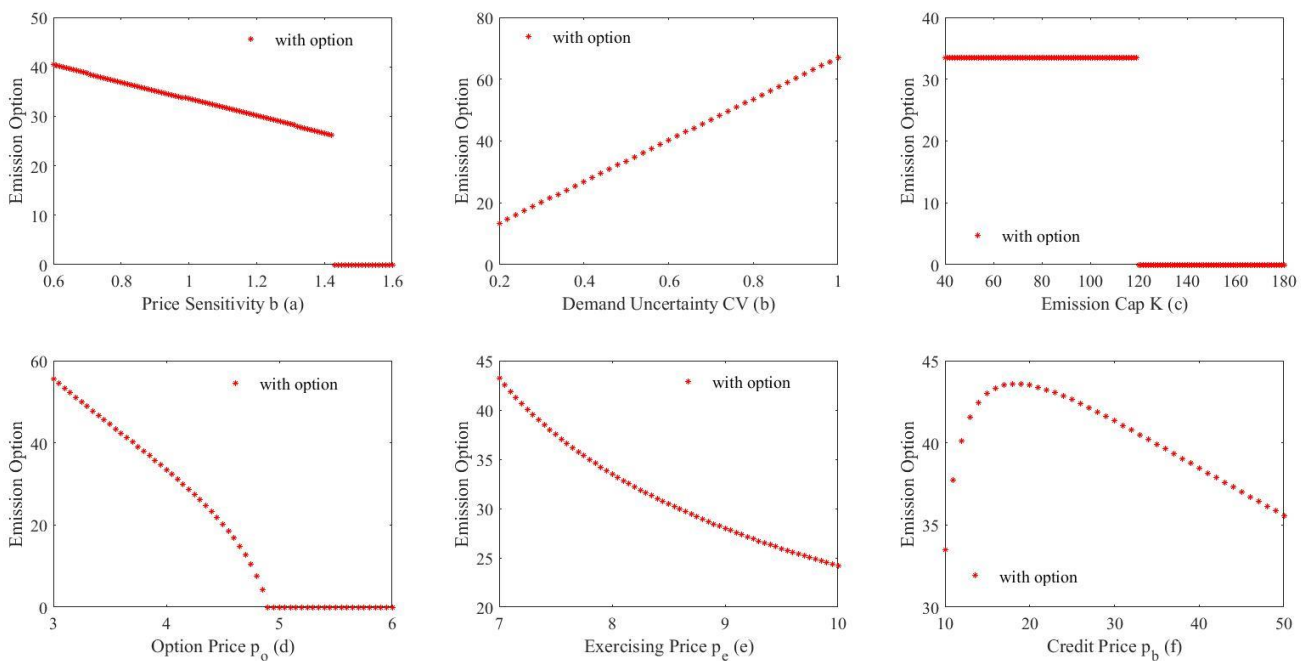 50
40
30
20
10
0
Emission Option
with option
0.6 0.8 1 1.2 1.4 1.6
Price Sensitivity b (a)
80
60
40
20
0
Emission Option
with option
0.2 0.4 0.6 0.8 1
Demand Uncertainty CV (b)
40
30
20
10
0
Emission Option
with option
40 60 80 100 120 140 160 180
Emission Cap K (c)
60
40
20
0
Emission Option
with option
3 4 5 6
Option Price p_o (d)
45
40
35
30
25
20
Emission Option
with option
7 8 9 10
Exercising Price p_e (e)
45
40
35
30
Emission Option
with option
10 20 30 40 50
Credit Price p_b (f)